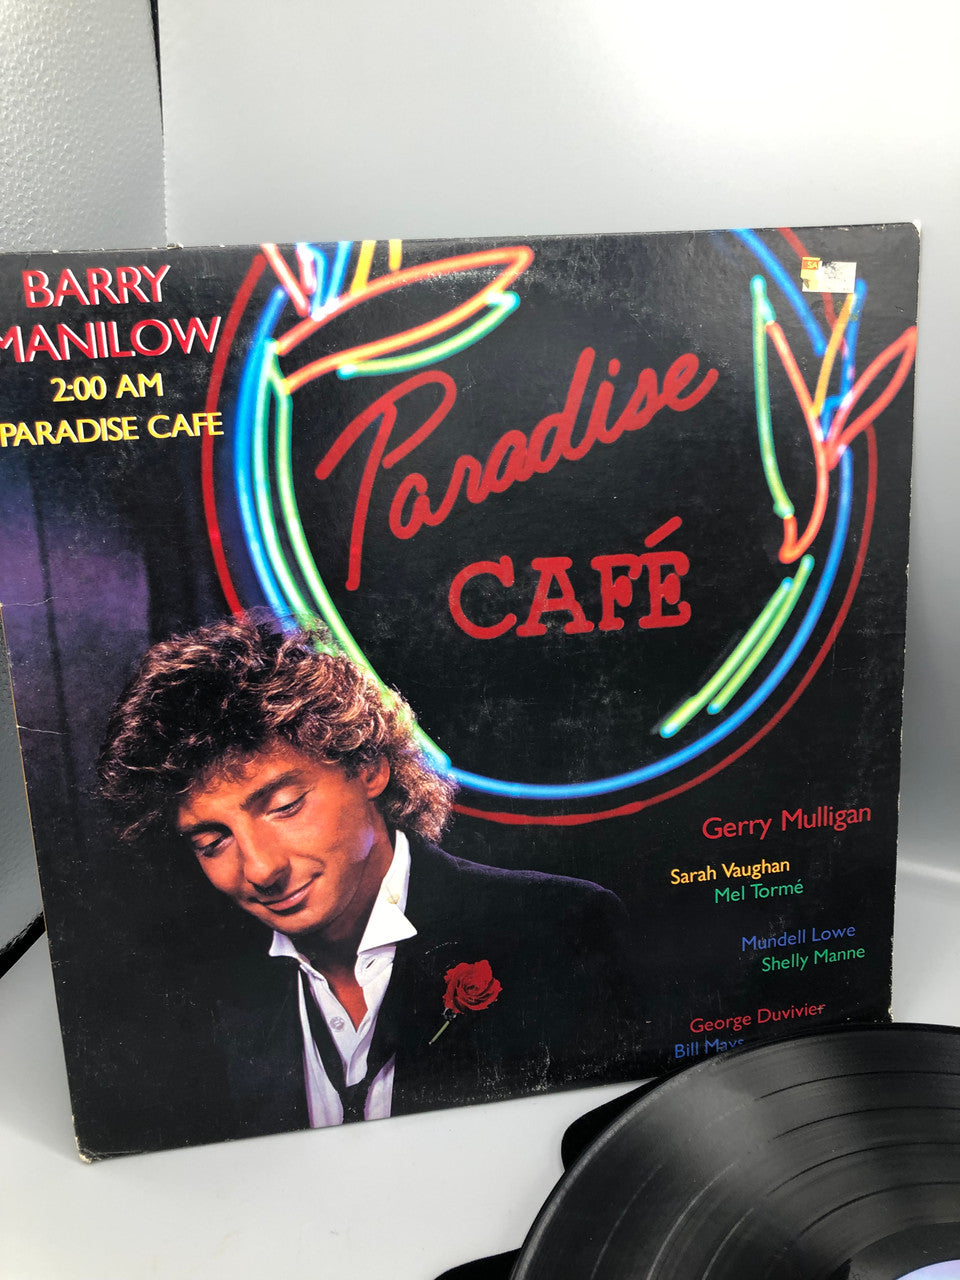 BARRY
MANILOW
2:00 AM
PARADISE CAFE
Paradise
CAFÉ
Gerry Mulligan
Sarah Vaughan
Mel Tormé
Mundell Lowe
Shelly Manne
George Duvivier
Bill Mays
SA